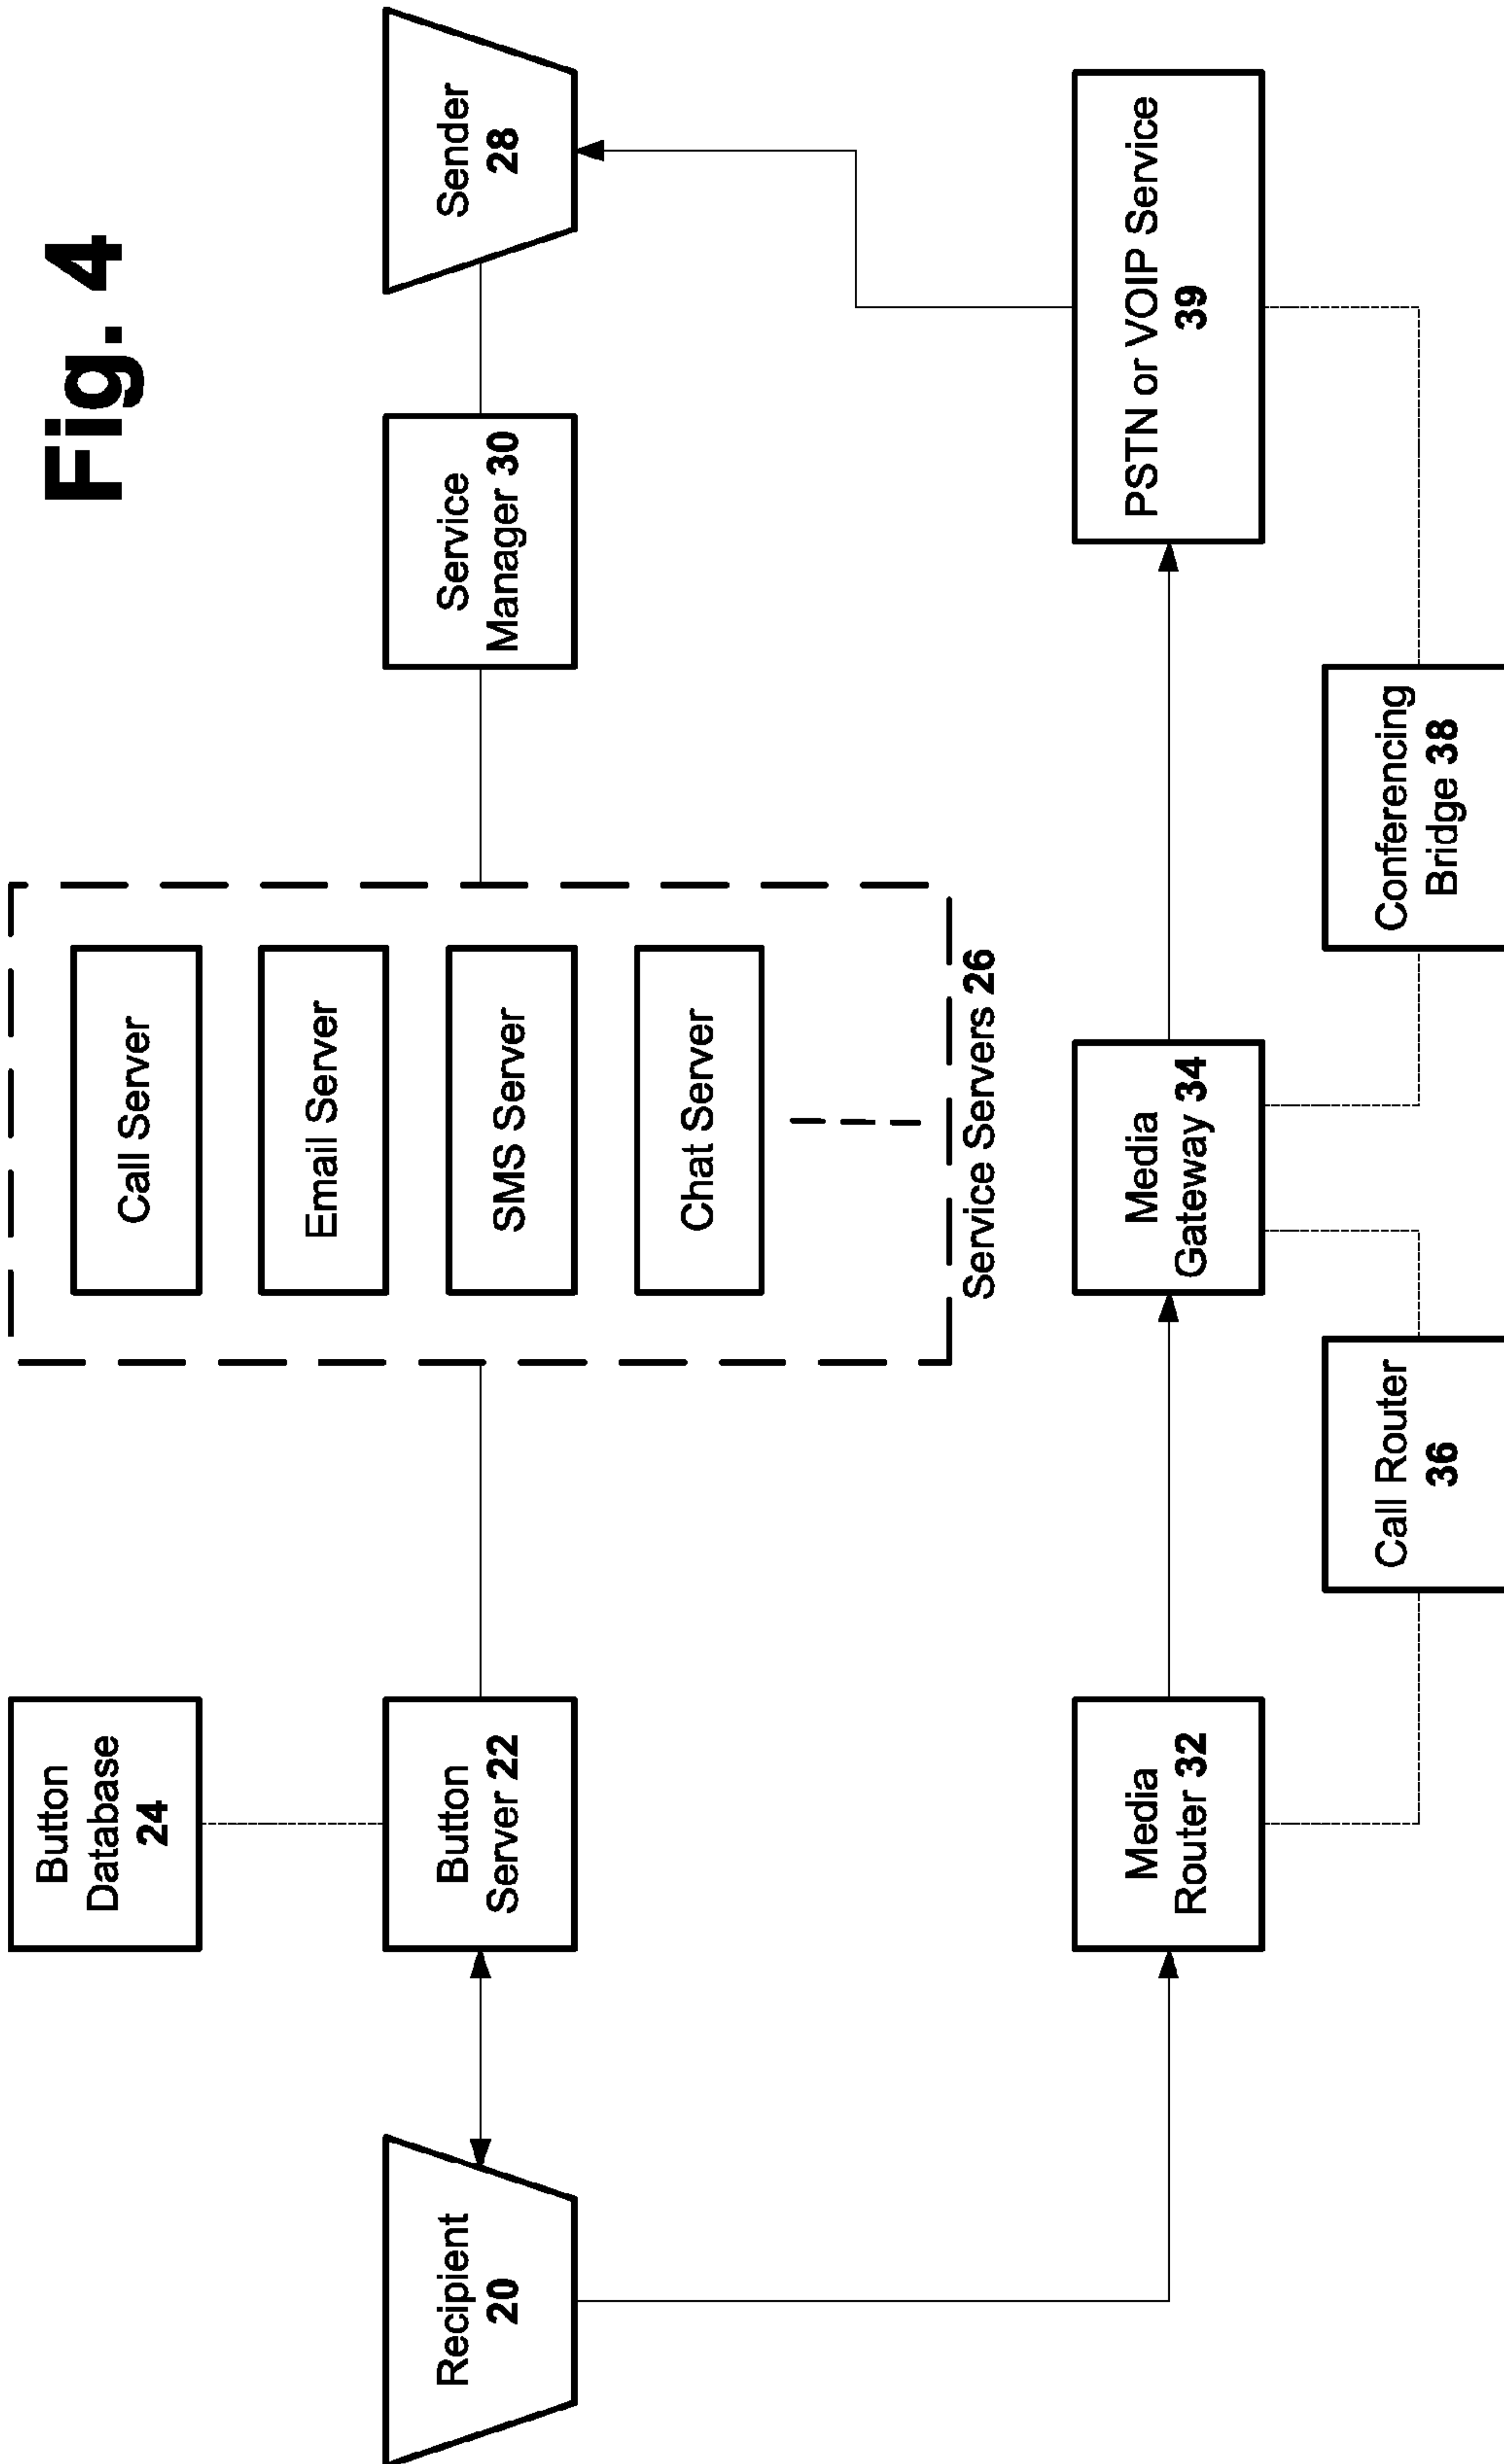 Fig. 4
Button
Database
24
Call Server
Email Server
SMS Server
Chat Server
Service Servers 26
Recipient
20
Button
Server 22
Service
Manager 30
Sender
28
Media
Router 32
Media
Gateway 34
PSTN or VOIP Service
39
Call Router
36
Conferencing
Bridge 38